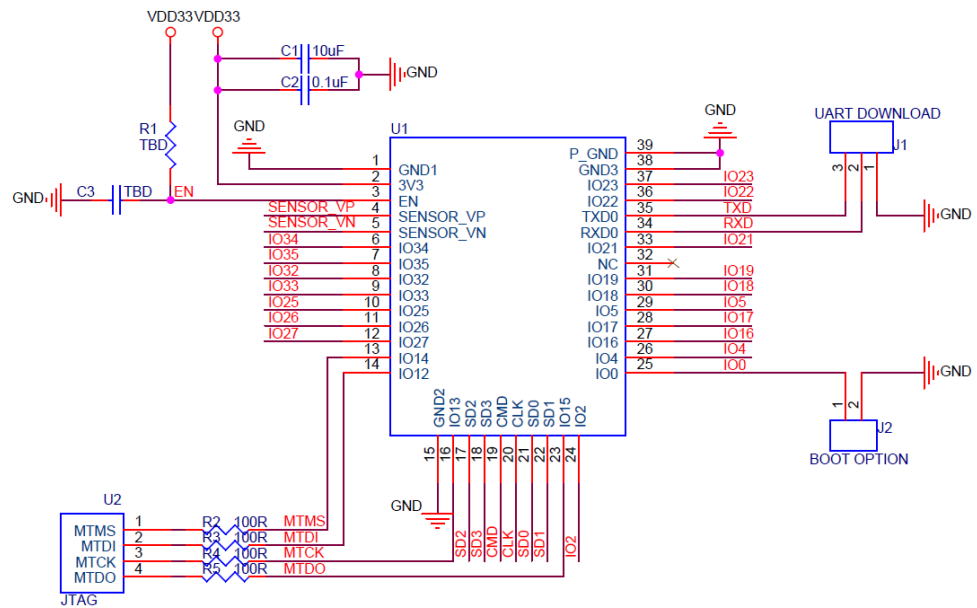 VDD33 VDD33
C1 10uF
GND
C2 0.1uF
R1
TBD
GND
GND
UART DOWNLOAD
J1
3 2 1
GND
GND
C3 TBD
EN
U1
1 GND1
2 3V3
3 EN
SENSOR_VP 4 SENSOR_VP
SENSOR_VN 5 SENSOR_VN
IO34 6 IO34
IO35 7 IO35
IO32 8 IO32
IO33 9 IO33
IO25 10 IO25
IO26 11 IO26
IO27 12 IO27
13 IO14
14 IO12
P_GND 39
GND3 38
IO23 37 IO23
IO22 36 IO22
TXD0 35 TXD
RXD0 34 RXD
IO21 33 IO21
NC 32
IO19 31 IO19
IO18 30 IO18
IO5 29 IO5
IO17 28 IO17
IO16 27 IO16
IO4 26 IO4
IO0 25 IO0
GND
1 2
J2
BOOT OPTION
GND2 IO13 SD2 SD3 CMD CLK SD0 SD1 IO15 IO2
15 16 17 18 19 20 21 22 23 24
GND
SD2 SD3 CMD CLK SD0 SD1 IO2
U2
MTMS 1 R2 100R MTMS
MTDI 2 R3 100R MTDI
MTCK 3 R4 100R MTCK
MTDO 4 R5 100R MTDO
JTAG